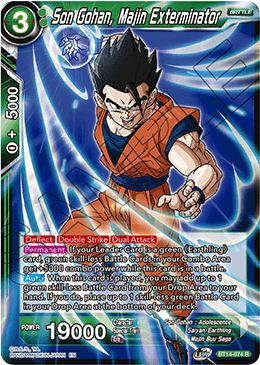 3
Son Gohan, Majin Exterminator
BATTLE
0 + 5000
Deflect Double Strike Dual Attack
Permanent If your Leader Card is a green ⟨Earthling⟩
card, green skill-less Battle Cards in your Combo Area
get +5000 combo power while this card is in a battle.
Auto When this card is played, you may add up to 1
green skill-less Battle Card from your Drop Area to your
hand. If you do, place up to 1 skill-less green Battle Card
in your Drop Area at the bottom of your deck.
POWER 19000
Character Son Gohan : Adolescence
Special Trait Saiyan/Earthling
Era Majin Buu Saga
BT14-074 R